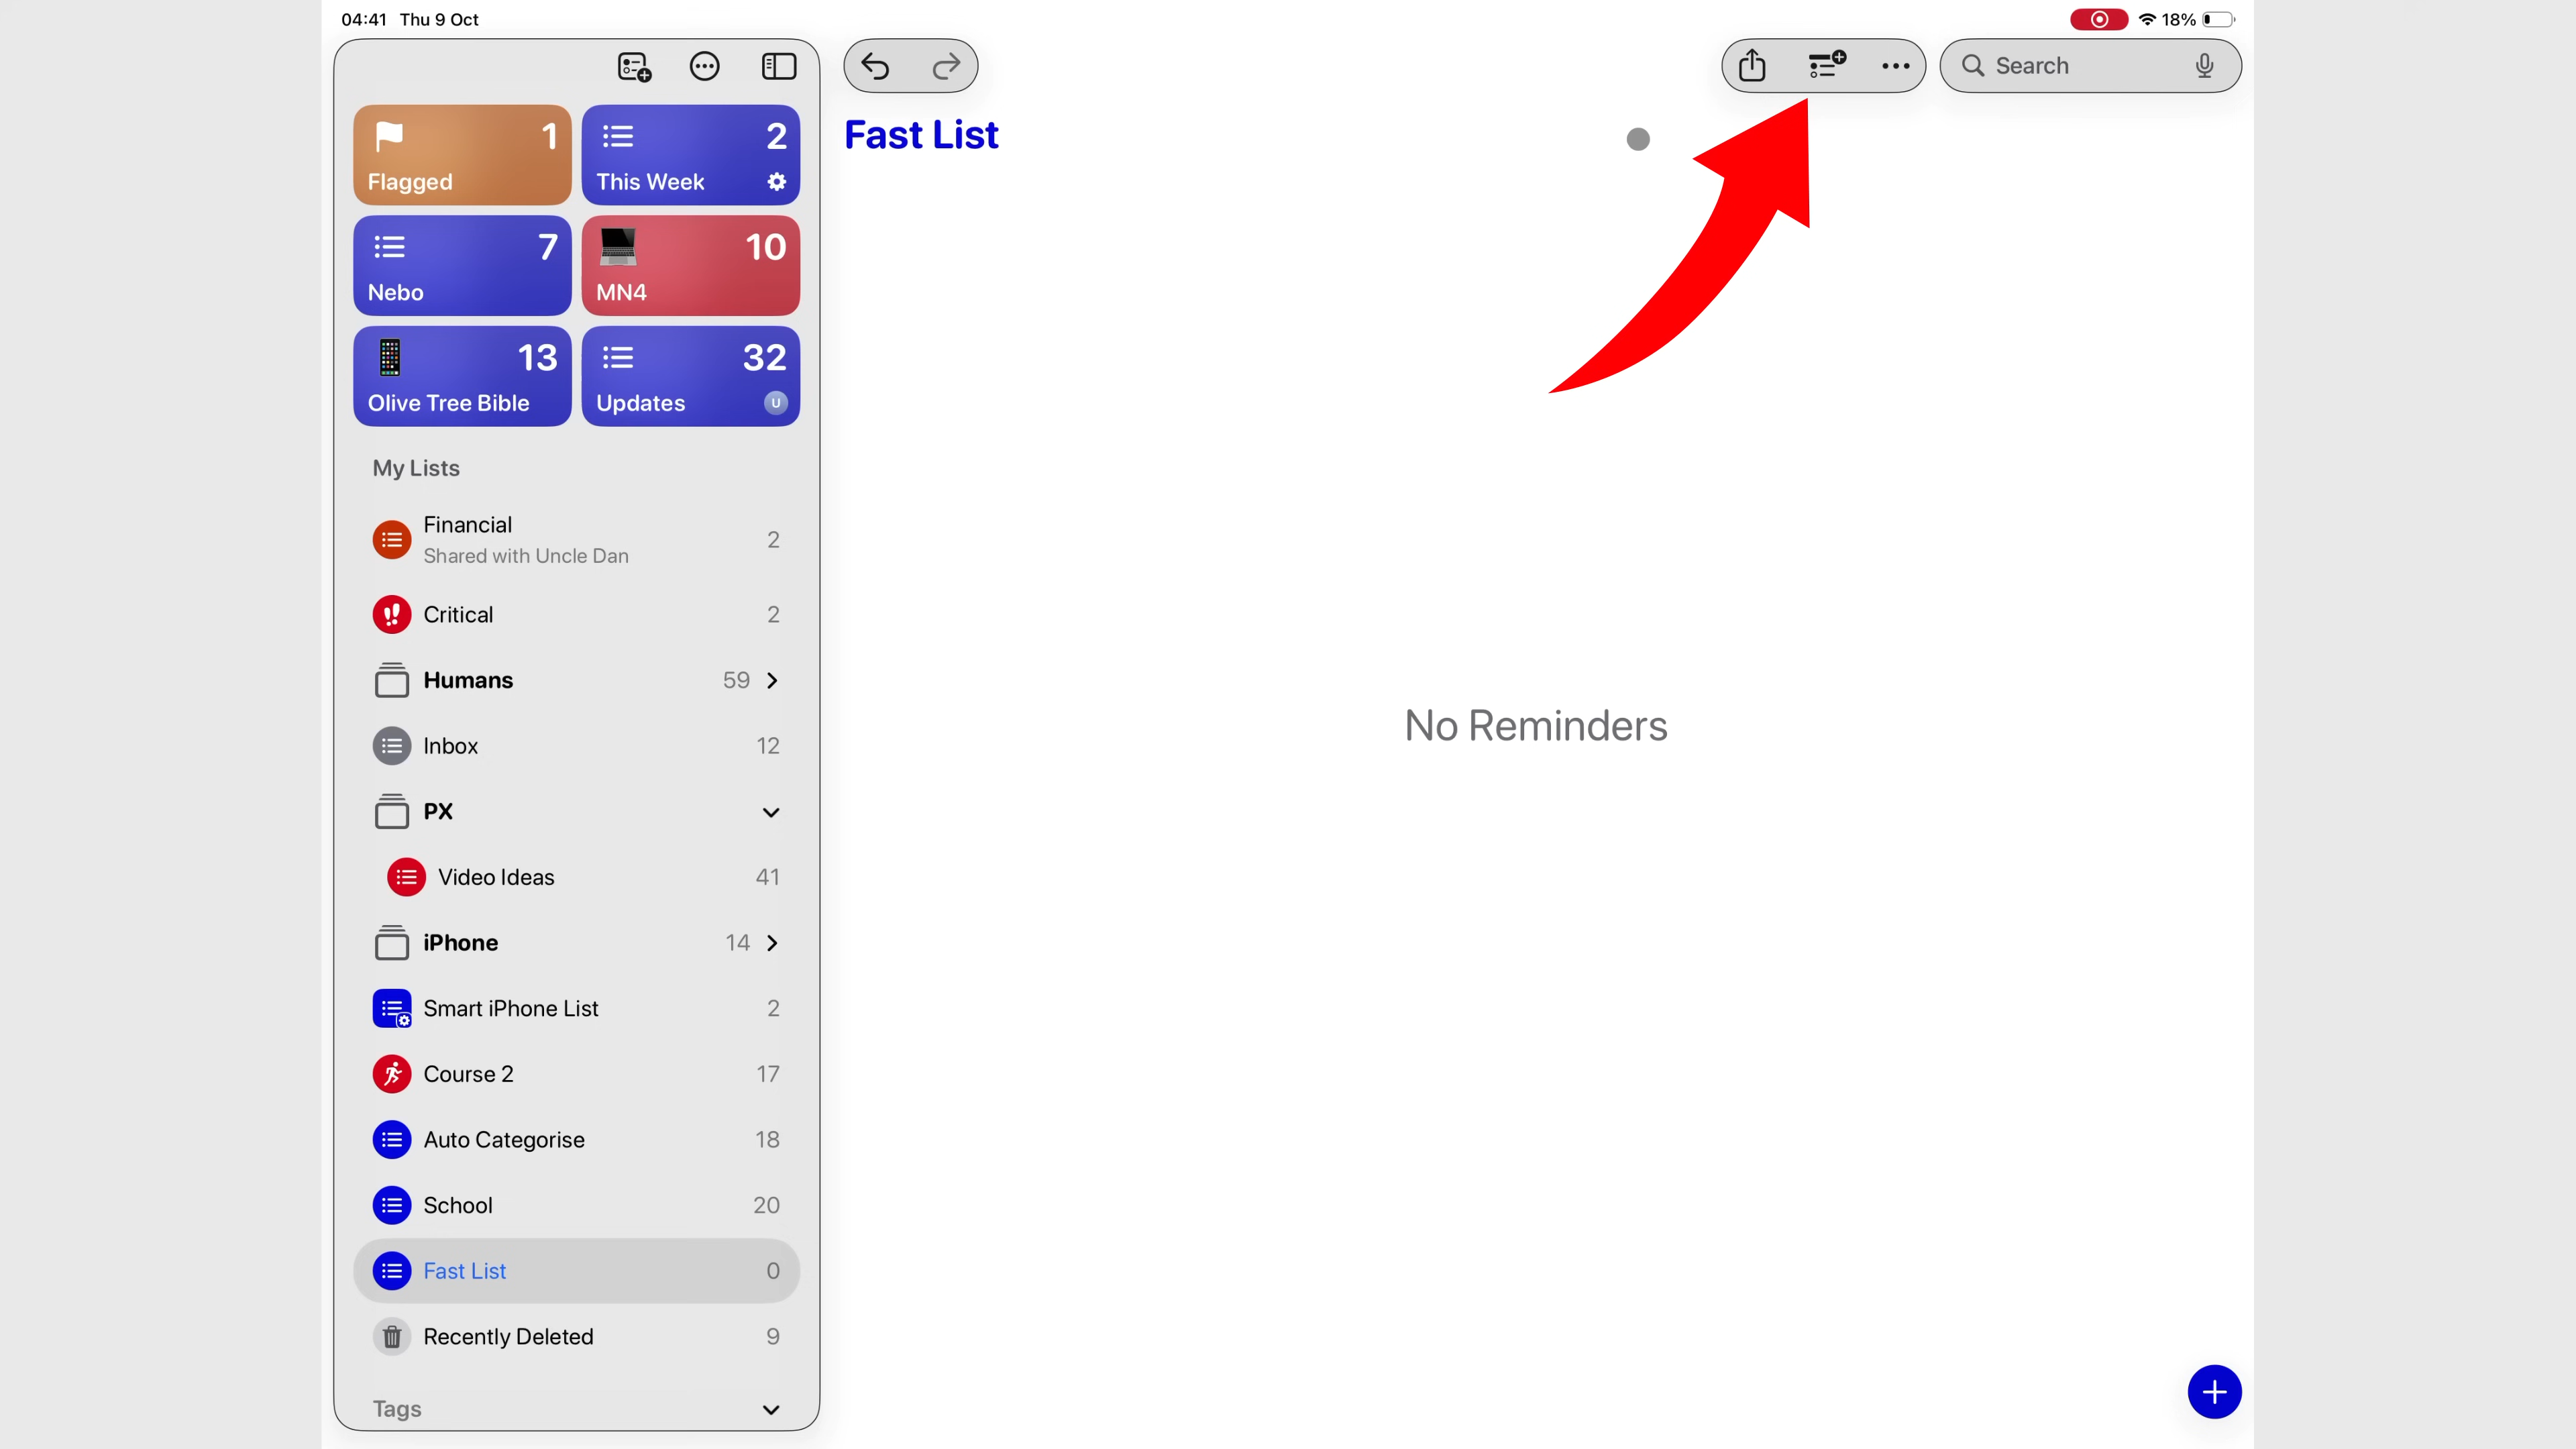 04:41 Thu 9 Oct
18%
Search
1
Flagged
2
This Week
7
Nebo
10
MN4
13
Olive Tree Bible
32
Updates
U
My Lists
Financial 2
Shared with Uncle Dan
Critical 2
Humans 59
Inbox 12
PX
Video Ideas 41
iPhone 14
Smart iPhone List 2
Course 2 17
Auto Categorise 18
School 20
Fast List 0
Recently Deleted 9
Tags
Fast List
No Reminders